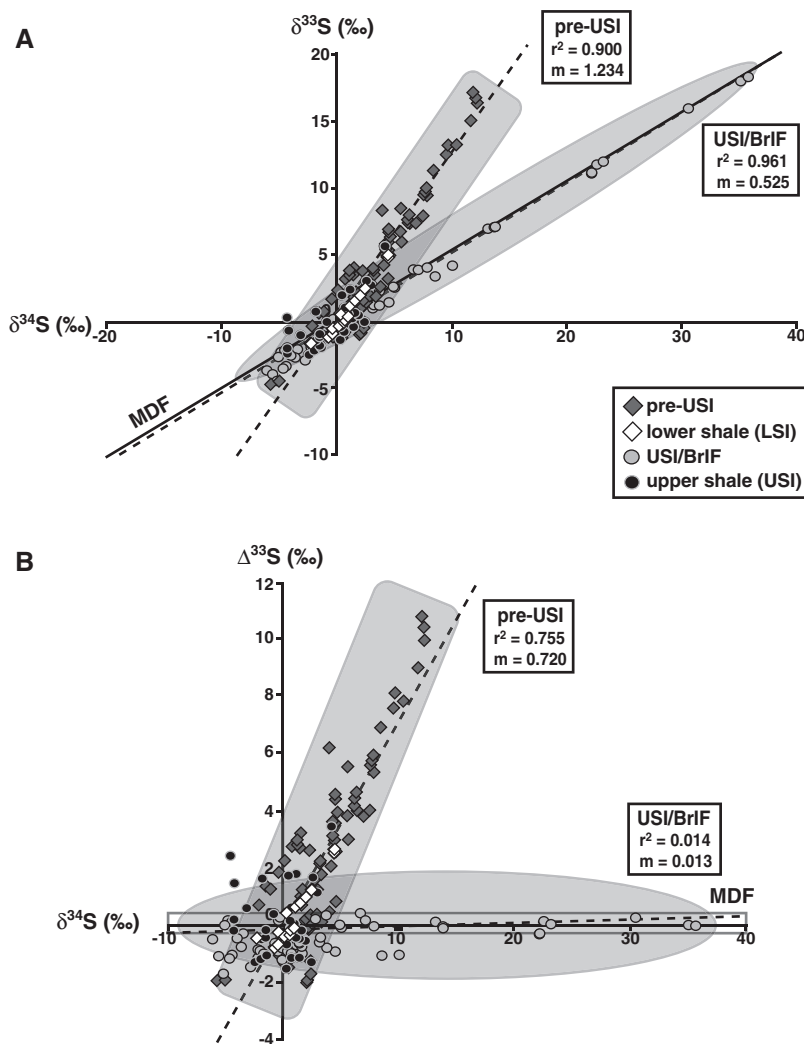 A
δ³³S (‰)
pre-USI
r² = 0.900
m = 1.234
20
15
USI/BrIF
r² = 0.961
m = 0.525
10
5
δ³⁴S (‰)
-20
-10
10
20
30
40
MDF
-5
-10
pre-USI
lower shale (LSI)
USI/BrIF
upper shale (USI)
B
Δ³³S (‰)
12
pre-USI
r² = 0.755
m = 0.720
10
8
6
4
USI/BrIF
r² = 0.014
m = 0.013
2
MDF
δ³⁴S (‰)
-10
10
20
30
40
-2
-4